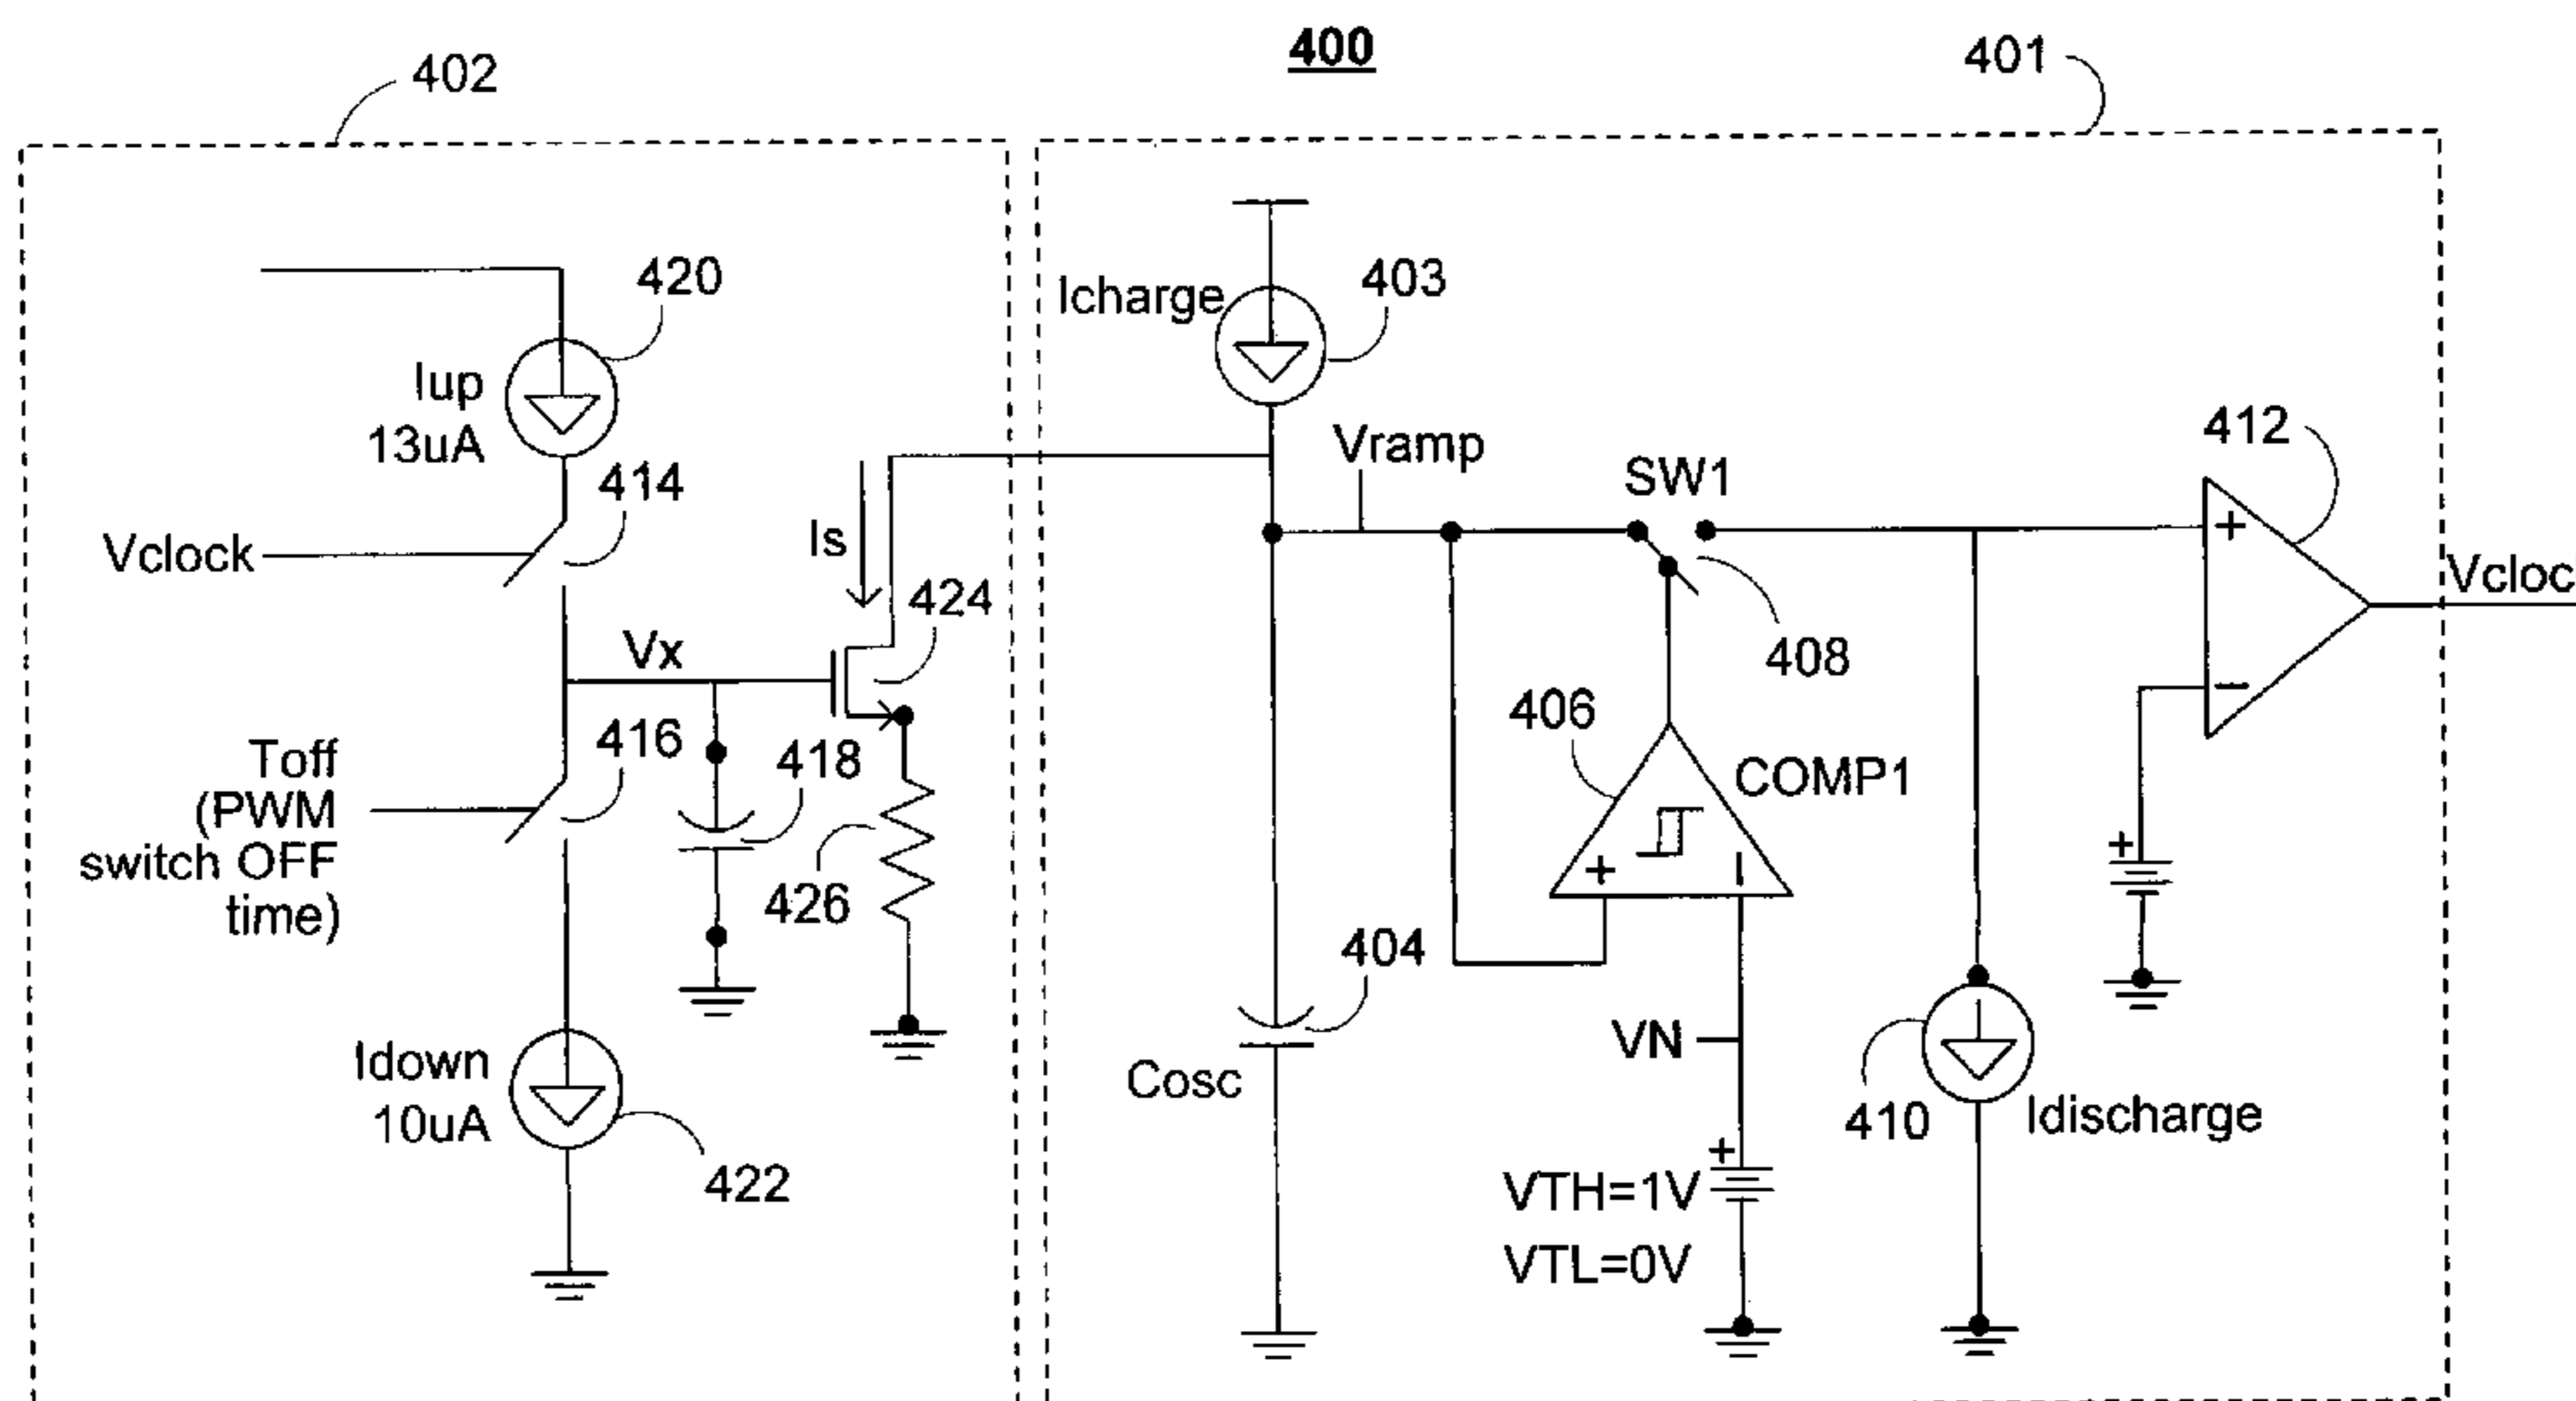 400
402
401
420
Iup
13uA
414
Vclock
Is
424
Vx
Toff
(PWM
switch OFF
time)
416
418
426
Idown
10uA
422
Icharge
403
Vramp
SW1
408
412
Vcloc
406
COMP1
+
-
404
Cosc
VN
+
VTH=1V
VTL=0V
410
Idischarge
+
-
+